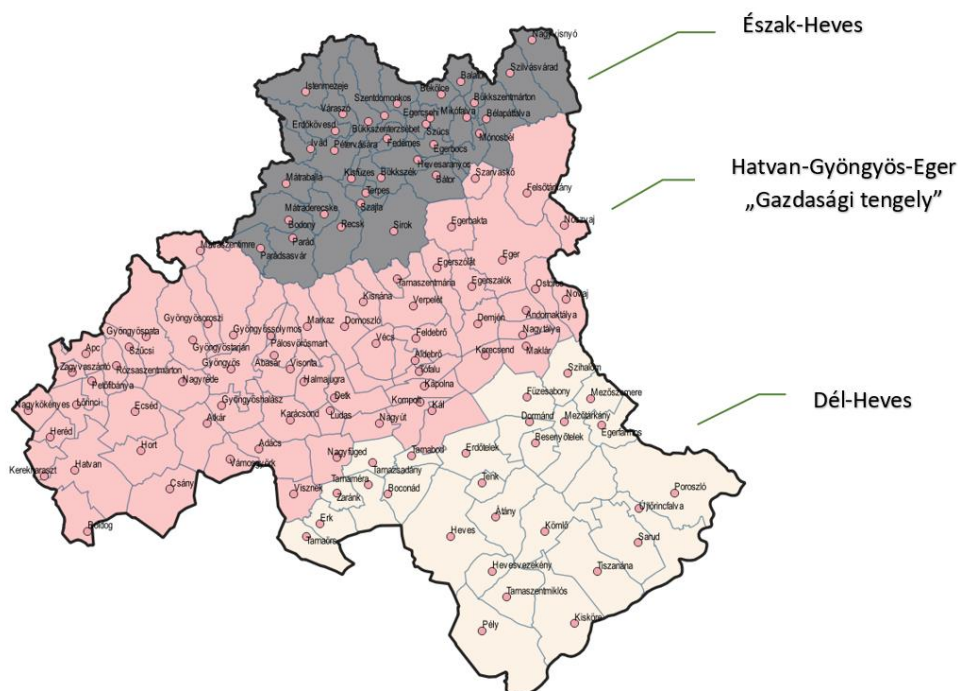 Észak-Heves
Hatvan-Gyöngyös-Eger
„Gazdasági tengely”
Dél-Heves
Nagyvisnyó
Szilvásvárad
Balaton
Bekölce
Istenmezeje
Szentdomonkos
Bükkszentmárton
Váraszó
Egercsehi
Mikófalva
Bélapátfalva
Erdőkövesd
Bükkszenterzsébet
Szúcs
Mónosbél
Ivád
Pétervására
Fedémes
Egerbocs
Hevesaranyos
Mátraballa
Kisfüzes
Bükkszék
Bátor
Szarvaskő
Felsőtárkány
Terpes
Mátraderecske
Szajla
Bodony
Recsk
Sirok
Egerbakta
Noszvaj
Parád
Mátraszentimre
Parádsasvár
Egerszólát
Eger
Tarnaszentmária
Egerszalók
Ostoros
Kisnána
Verpelét
Novaj
Gyöngyösoroszi
Markaz
Domoszló
Demjén
Andornaktálya
Gyöngyöspata
Gyöngyössolymos
Feldebrő
Nagytálya
Apc
Szűcsi
Gyöngyöstarján
Pálosvörösmart
Vécs
Kerecsend
Maklár
Abasár
Visonta
Aldebrő
Zagyvaszántó
Rózsaszentmárton
Gyöngyös
Tófalu
Szihalom
Petőfibánya
Nagyréde
Halmajugra
Kápolna
Füzesabony
Mezőszemere
Nagykökényes
Lőrinci
Ecséd
Gyöngyöshalász
Detk
Kompolt
Kál
Atkár
Karácsond
Ludas
Nagyút
Dormánd
Mezőtárkány
Egerfarmos
Heréd
Hort
Adács
Besenyőtelek
Kerekharaszt
Hatvan
Vámosgyörk
Nagyfüged
Tarnabod
Erdőtelek
Tarnazsadány
Csány
Visznek
Tarnaméra
Zaránk
Boconád
Tenk
Poroszló
Boldog
Erk
Átány
Újlőrincfalva
Tarnaörs
Heves
Kömlő
Sarud
Hevesvezekény
Tiszanána
Tarnaszentmiklós
Pély
Kisköre